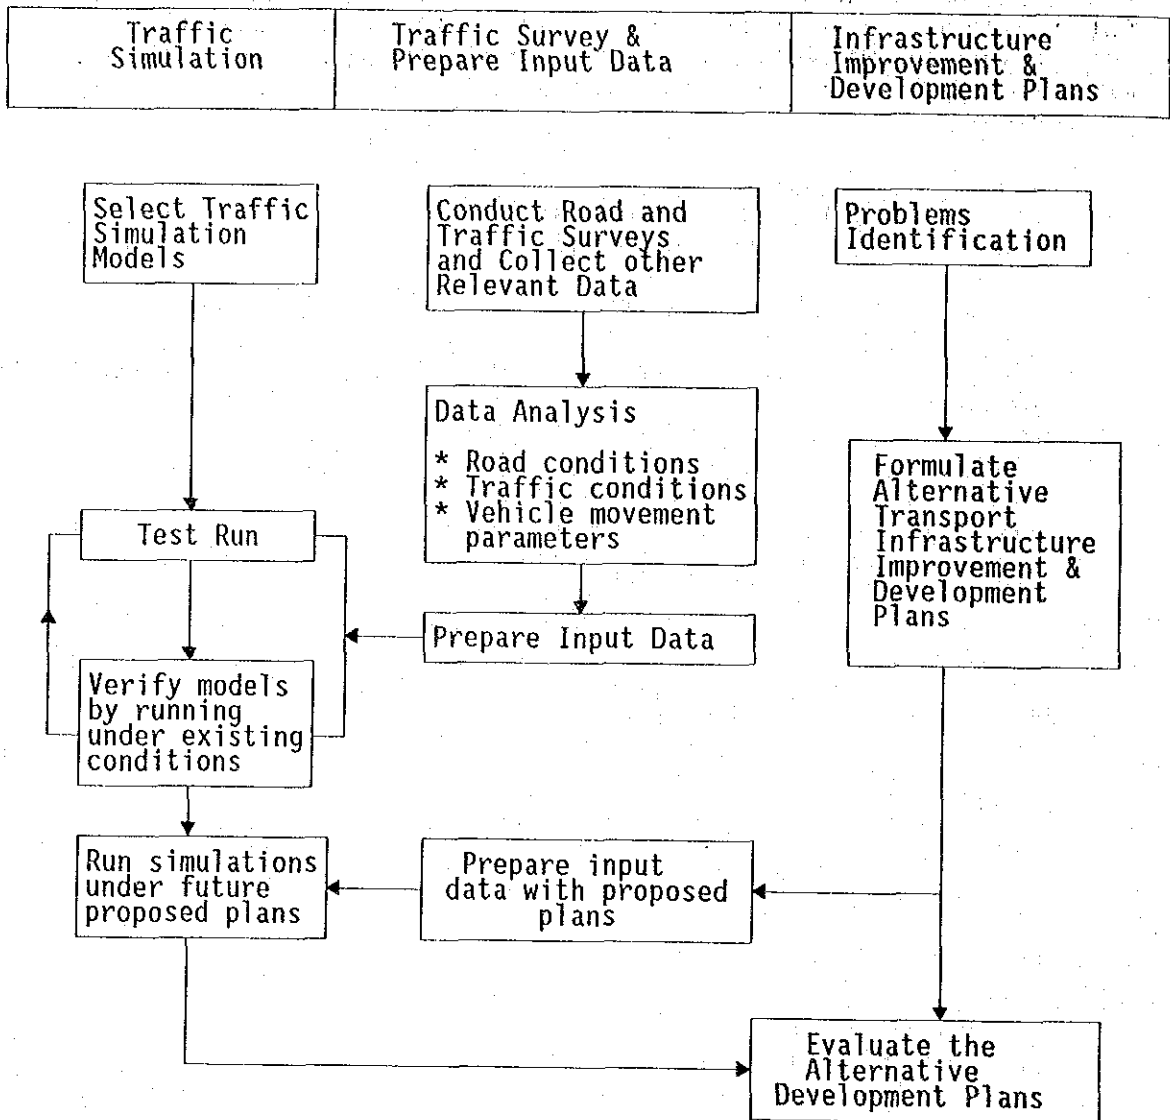 Traffic
Simulation
Traffic Survey &
Prepare Input Data
Infrastructure
Improvement &
Development Plans
Select Traffic
Simulation
Models
Conduct Road and
Traffic Surveys
and Collect other
Relevant Data
Problems
Identification
Data Analysis
* Road conditions
* Traffic conditions
* Vehicle movement
parameters
Formulate
Alternative
Transport
Infrastructure
Improvement &
Development
Plans
Test Run
Prepare Input Data
Verify models
by running
under existing
conditions
Run simulations
under future
proposed plans
Prepare input
data with proposed
plans
Evaluate the
Alternative
Development Plans